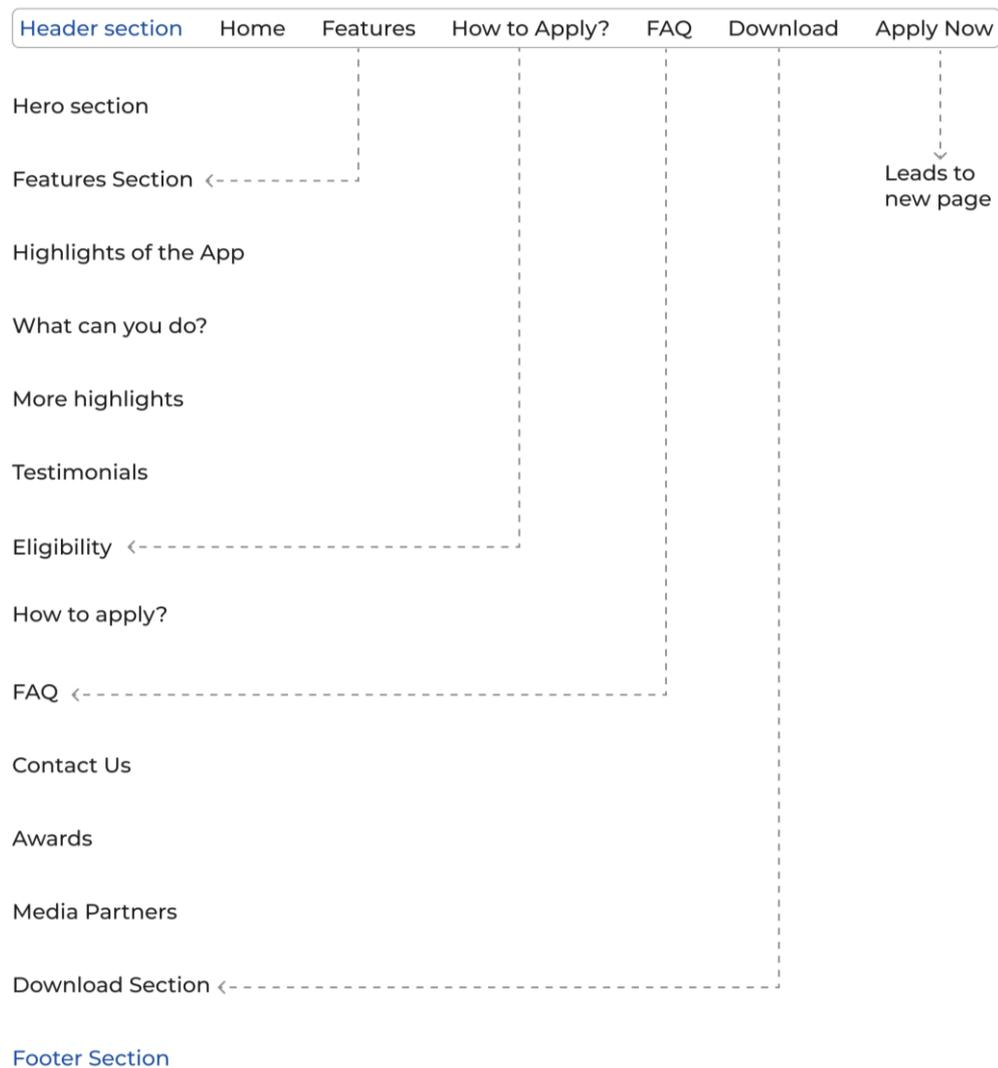 Header section Home Features How to Apply? FAQ Download Apply Now
Hero section
Leads to
new page
Features Section
Highlights of the App
What can you do?
More highlights
Testimonials
Eligibility
How to apply?
FAQ
Contact Us
Awards
Media Partners
Download Section
Footer Section